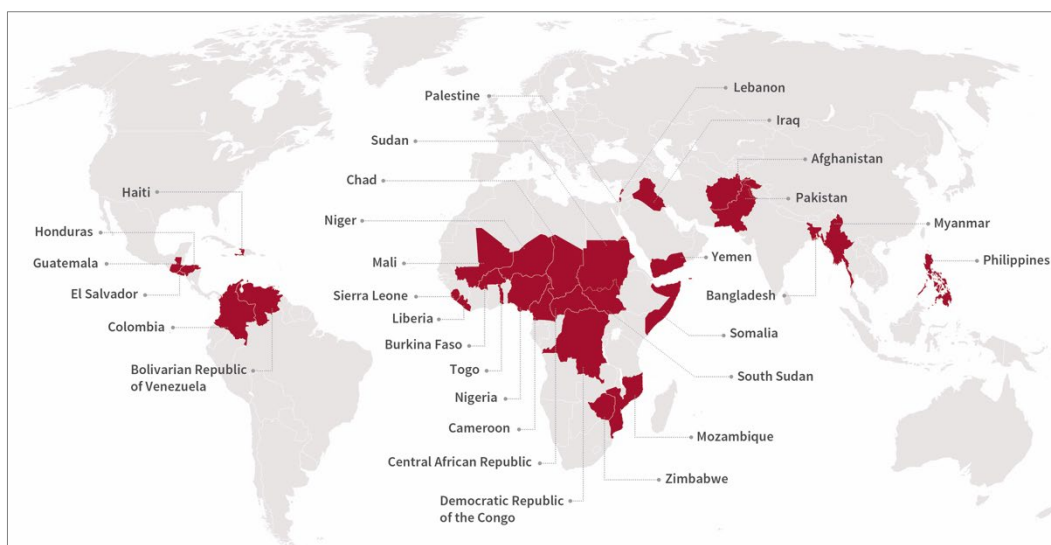 Palestine
Lebanon
Sudan
Iraq
Chad
Afghanistan
Haiti
Pakistan
Niger
Myanmar
Honduras
Mali
Yemen
Philippines
Guatemala
Sierra Leone
Bangladesh
El Salvador
Liberia
Somalia
Colombia
Burkina Faso
Bolivarian Republic
of Venezuela
Togo
South Sudan
Nigeria
Cameroon
Mozambique
Central African Republic
Zimbabwe
Democratic Republic
of the Congo